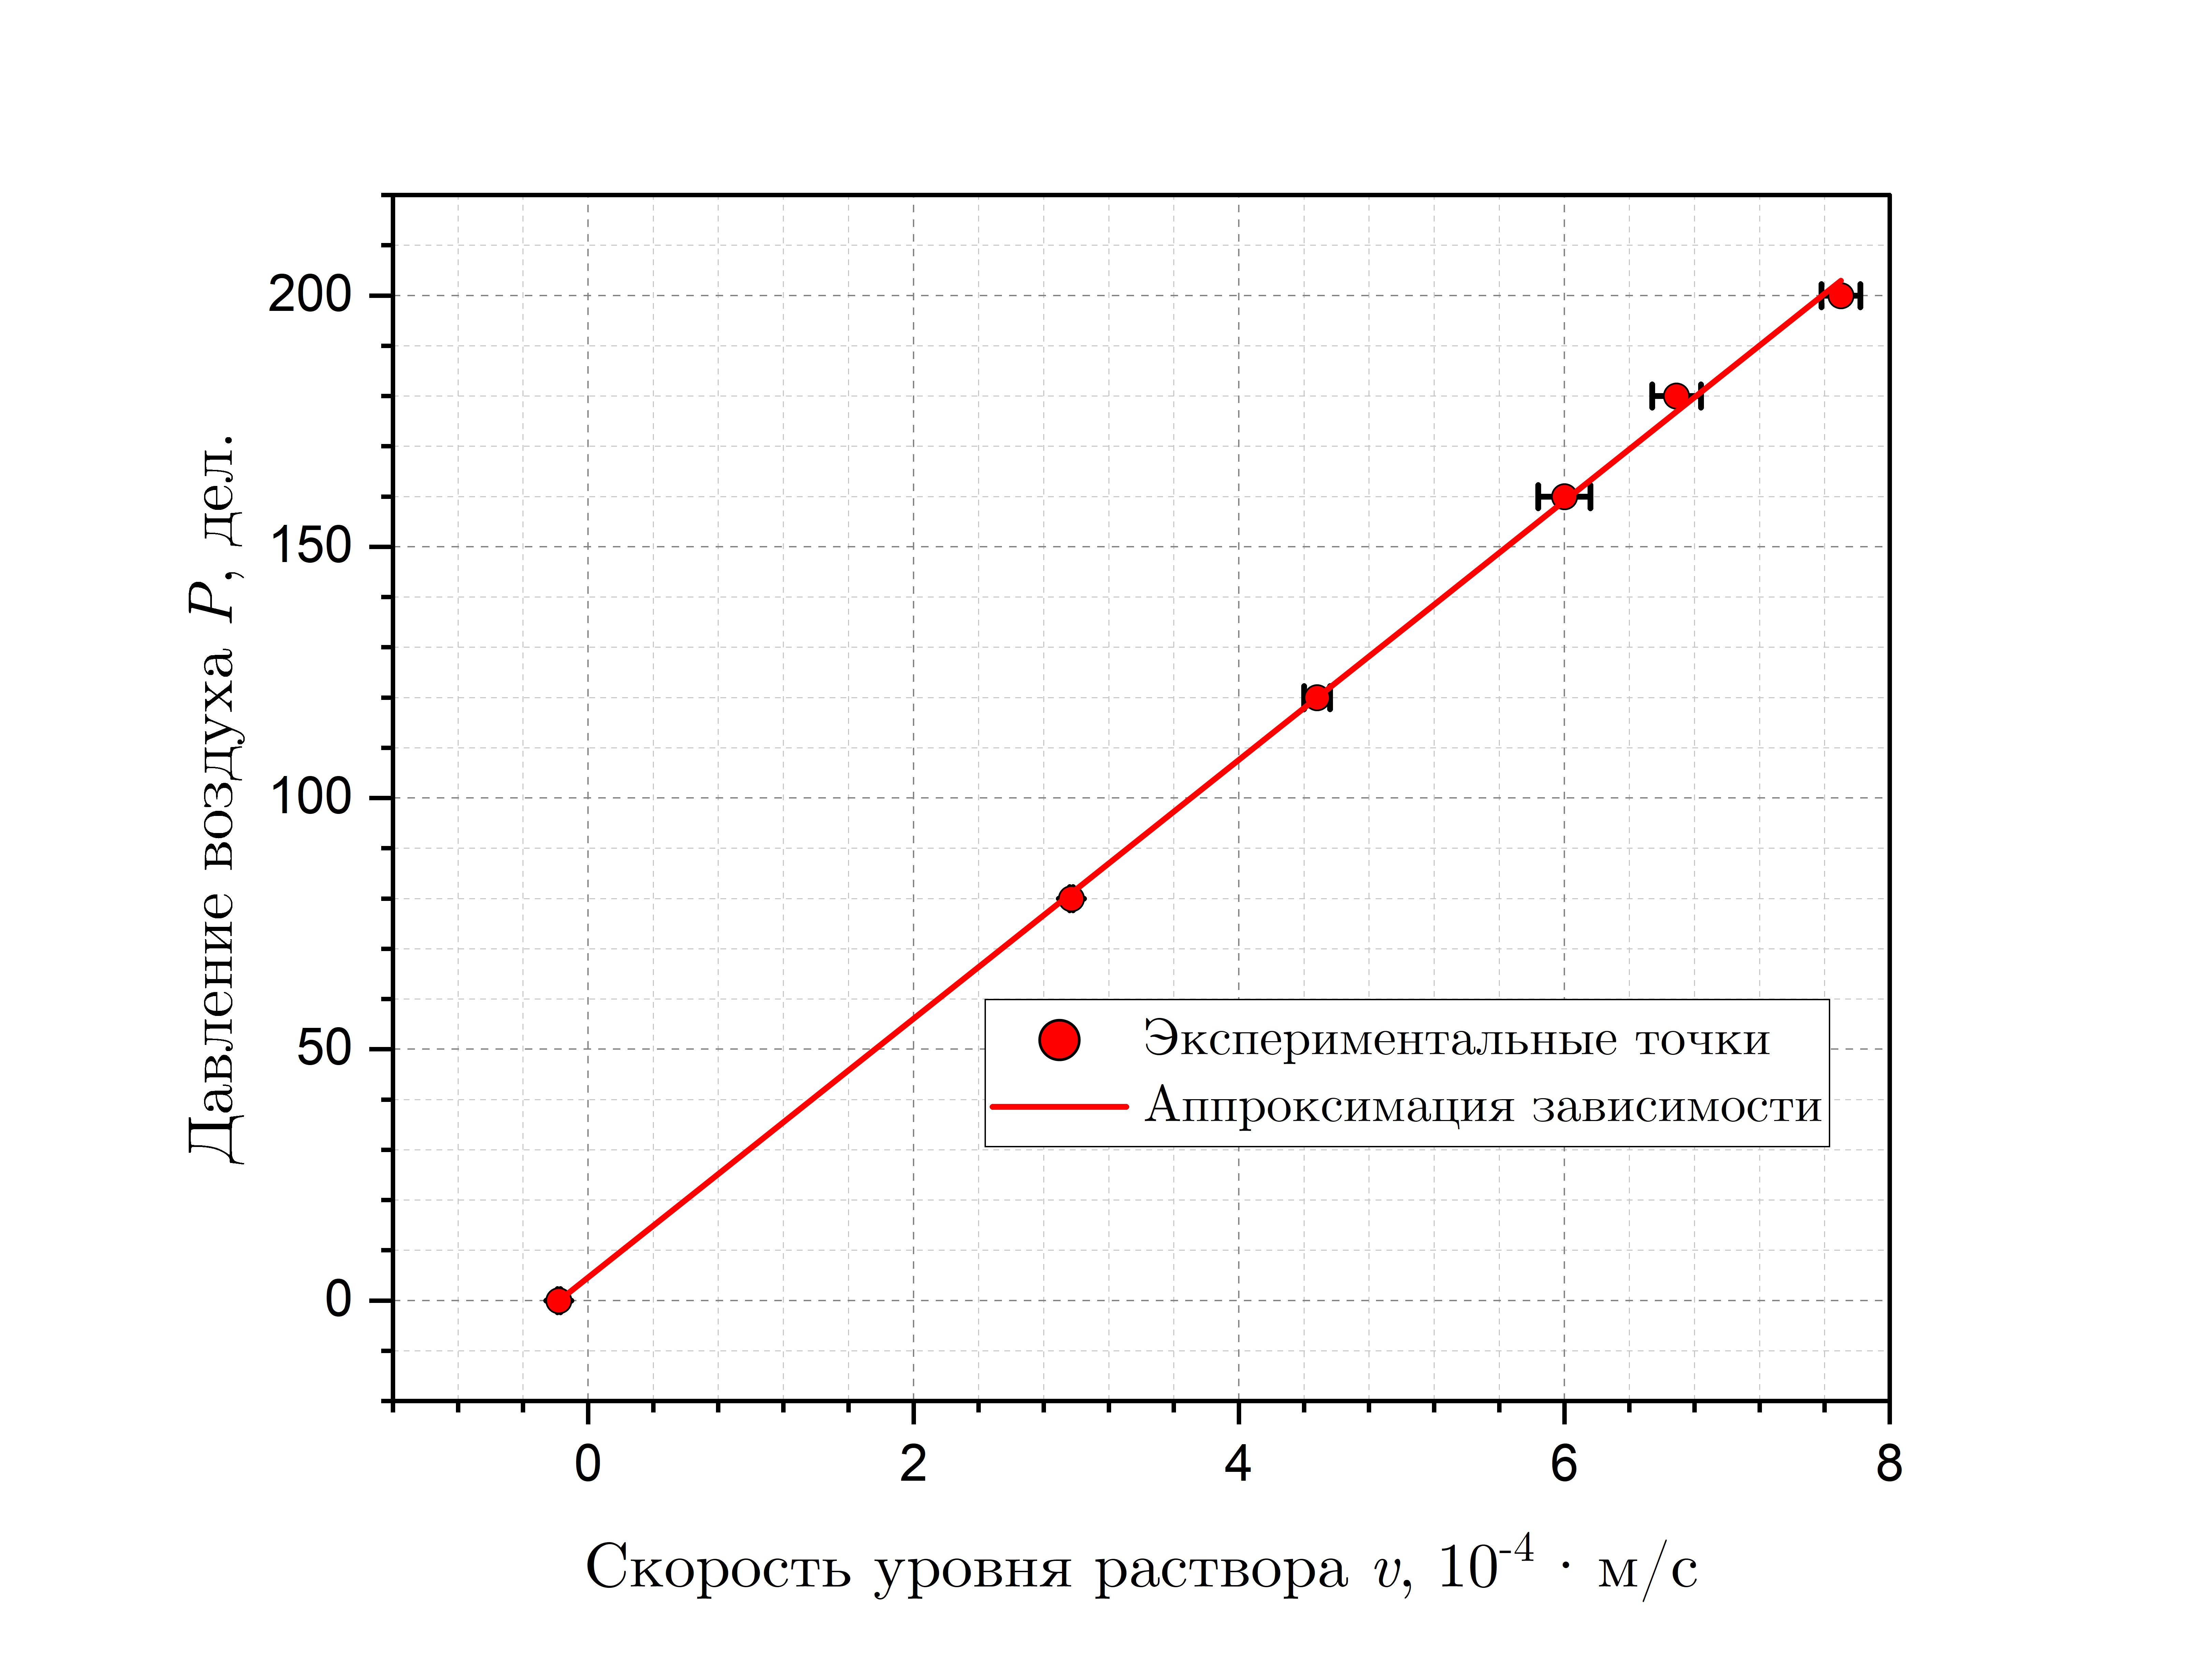 Давление воздуха P, дел.
200
150
100
50
0
Экспериментальные точки
Аппроксимация зависимости
0 2 4 6 8
Скорость уровня раствора v, 10-4 · м/с